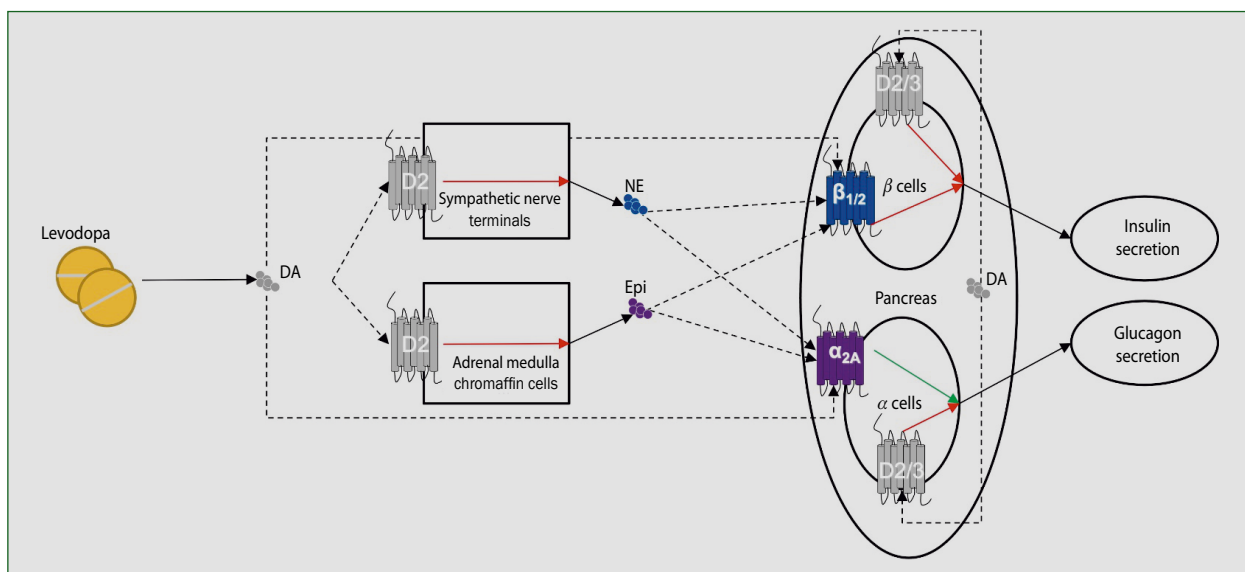 D2/3
D2
Sympathetic nerve
terminals
NE
β1/2
β cells
Levodopa
DA
Insulin
secretion
DA
Pancreas
Epi
D2
Adrenal medulla
chromaffin cells
α2A
Glucagon
secretion
α cells
D2/3